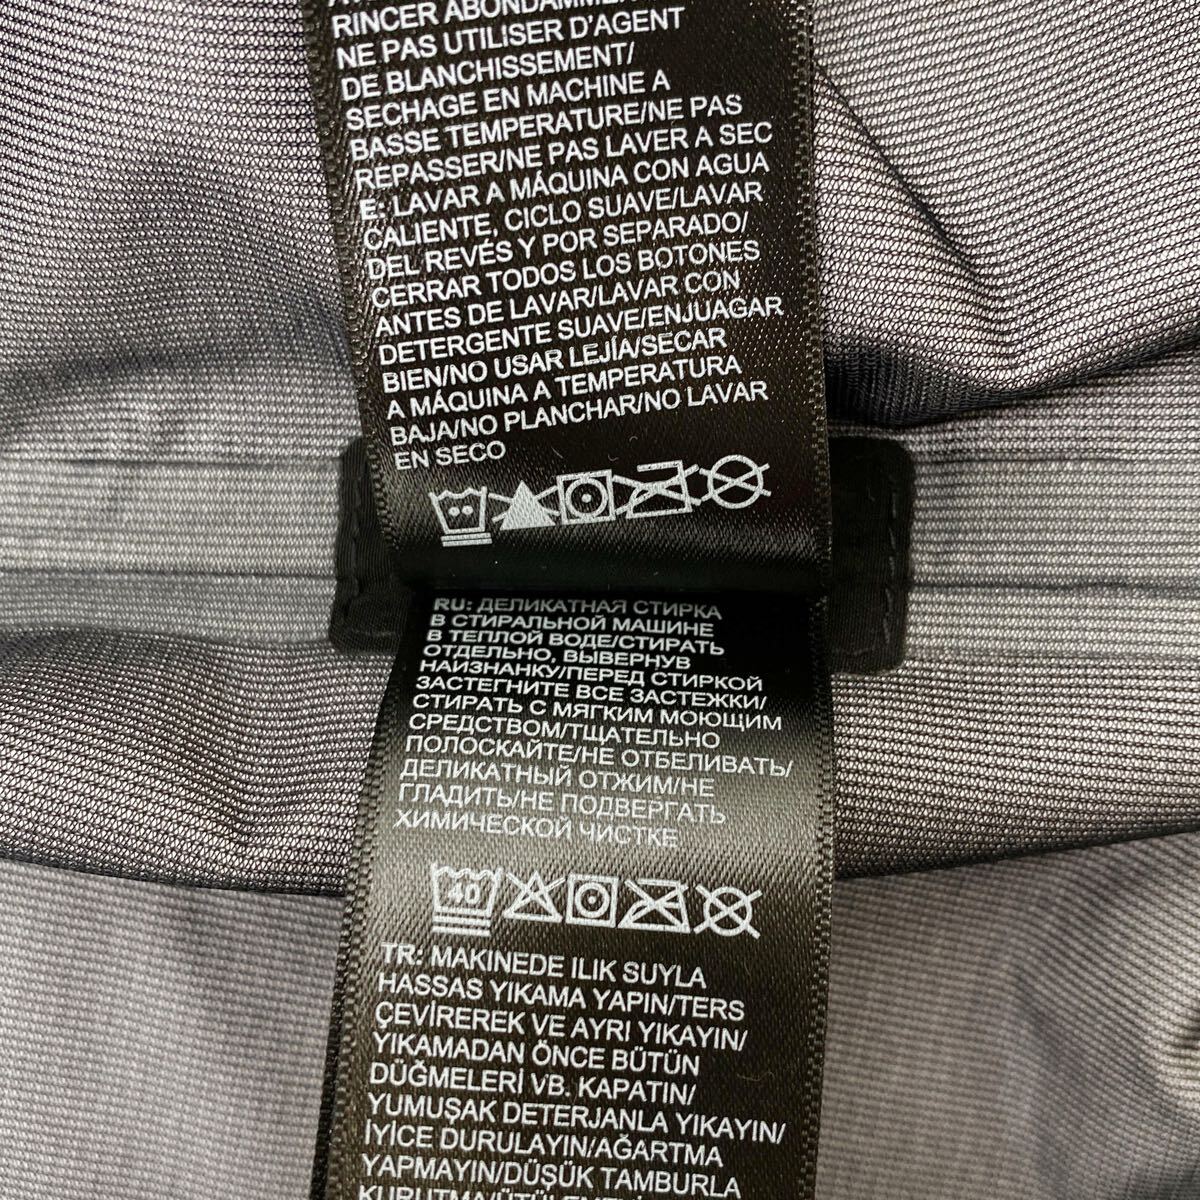 RINCER ABONDAMMENT/
NE PAS UTILISER D'AGENT
DE BLANCHISSEMENT/
SECHAGE EN MACHINE A
BASSE TEMPERATURE/NE PAS
REPASSER/NE PAS LAVER A SEC
E: LAVAR A MÁQUINA CON AGUA
CALIENTE, CICLO SUAVE/LAVAR
DEL REVÉS Y POR SEPARADO/
CERRAR TODOS LOS BOTONES
ANTES DE LAVAR/LAVAR CON
DETERGENTE SUAVE/ENJUAGAR
BIEN/NO USAR LEJÍA/SECAR
A MÁQUINA A TEMPERATURA
BAJA/NO PLANCHAR/NO LAVAR
EN SECO
RU: ДЕЛИКАТНАЯ СТИРКА
В СТИРАЛЬНОЙ МАШИНЕ
В ТЕПЛОЙ ВОДЕ/СТИРАТЬ
ОТДЕЛЬНО, ВЫВЕРНУВ
НАИЗНАНКУ/ПЕРЕД СТИРКОЙ
ЗАСТЕГНИТЕ ВСЕ ЗАСТЕЖКИ/
СТИРАТЬ С МЯГКИМ МОЮЩИМ
СРЕДСТВОМ/ТЩАТЕЛЬНО
ПОЛОСКАЙТЕ/НЕ ОТБЕЛИВАТЬ/
ДЕЛИКАТНЫЙ ОТЖИМ/НЕ
ГЛАДИТЬ/НЕ ПОДВЕРГАТЬ
ХИМИЧЕСКОЙ ЧИСТКЕ
40
TR: MAKINEDE ILIK SUYLA
HASSAS YIKAMA YAPIN/TERS
ÇEVİREREK VE AYRI YIKAYIN/
YIKAMADAN ÖNCE BÜTÜN
DÜĞMELERİ VB. KAPATIN/
YUMUŞAK DETERJANLA YIKAYIN/
İYİCE DURULAYIN/AĞARTMA
YAPMAYIN/DÜŞÜK TAMBURLA